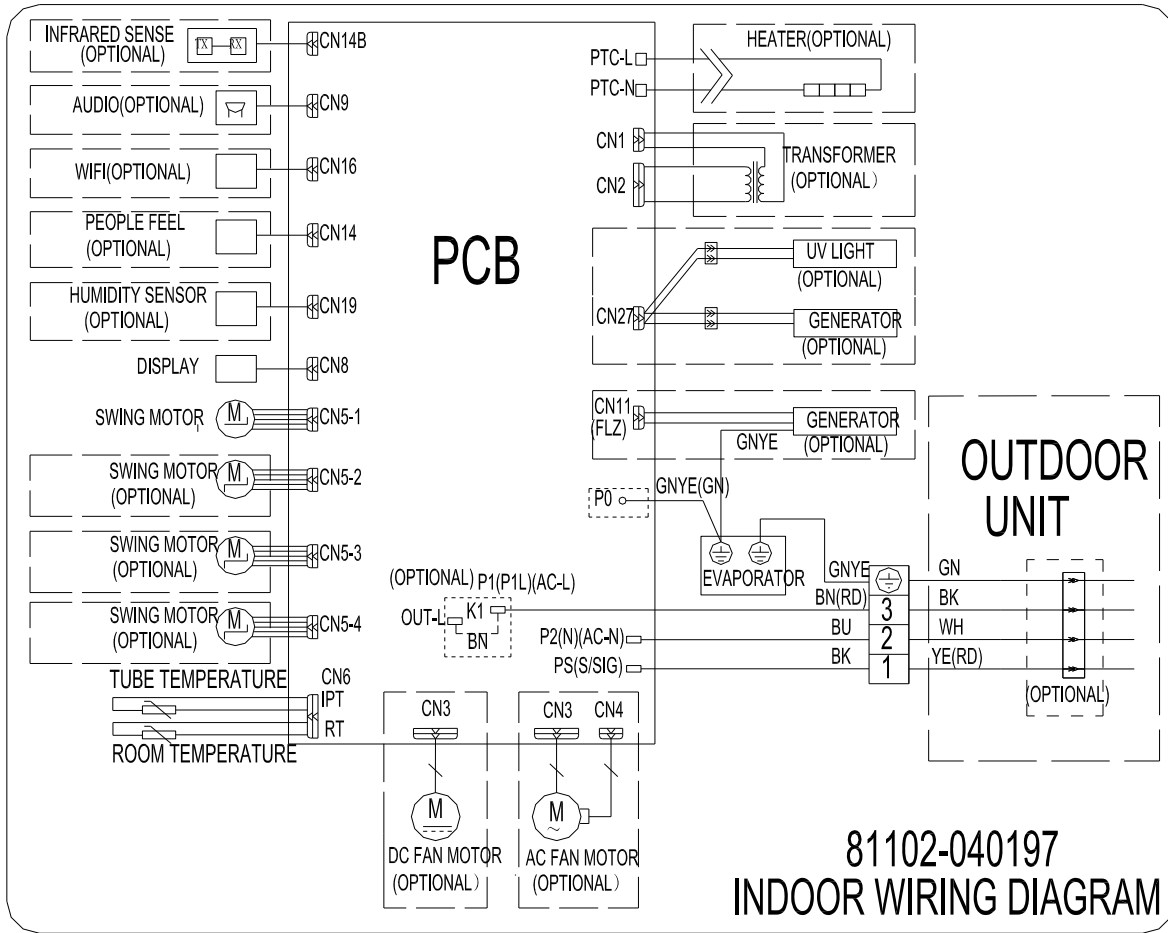 INFRARED SENSE
(OPTIONAL)
TX RX
CN14B
AUDIO(OPTIONAL)
CN9
WIFI(OPTIONAL)
CN16
PEOPLE FEEL
(OPTIONAL)
CN14
HUMIDITY SENSOR
(OPTIONAL)
CN19
DISPLAY
CN8
SWING MOTOR
M
CN5-1
SWING MOTOR
(OPTIONAL)
M
CN5-2
SWING MOTOR
(OPTIONAL)
M
CN5-3
SWING MOTOR
(OPTIONAL)
M
CN5-4
TUBE TEMPERATURE
CN6
IPT
RT
ROOM TEMPERATURE
PCB
PTC-L
PTC-N
HEATER(OPTIONAL)
CN1
CN2
TRANSFORMER
(OPTIONAL)
CN27
UV LIGHT
(OPTIONAL)
GENERATOR
(OPTIONAL)
CN11
(FLZ)
GENERATOR
(OPTIONAL)
GNYE
P0
GNYE(GN)
EVAPORATOR
(OPTIONAL)
P1(P1L)(AC-L)
OUT-L
K1
BN
P2(N)(AC-N)
PS(S/SIG)
GNYE
BN(RD)
BU
BK
3
2
1
GN
BK
WH
YE(RD)
(OPTIONAL)
OUTDOOR
UNIT
CN3
M
DC FAN MOTOR
(OPTIONAL)
CN3
CN4
M
~
AC FAN MOTOR
(OPTIONAL)
81102-040197
INDOOR WIRING DIAGRAM